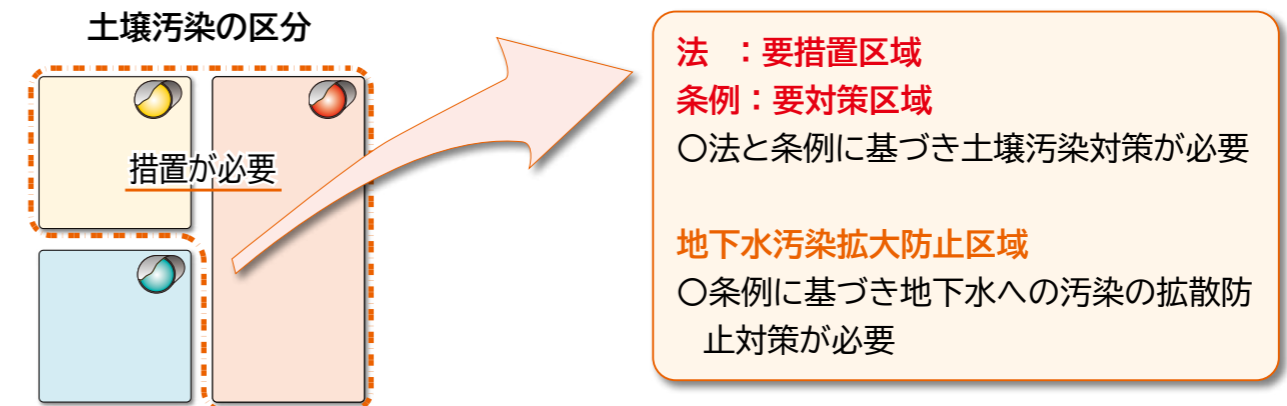 土壌汚染の区分
措置が必要
法　：要措置区域
条例：要対策区域
〇法と条例に基づき土壌汚染対策が必要
地下水汚染拡大防止区域
〇条例に基づき地下水への汚染の拡散防
止対策が必要